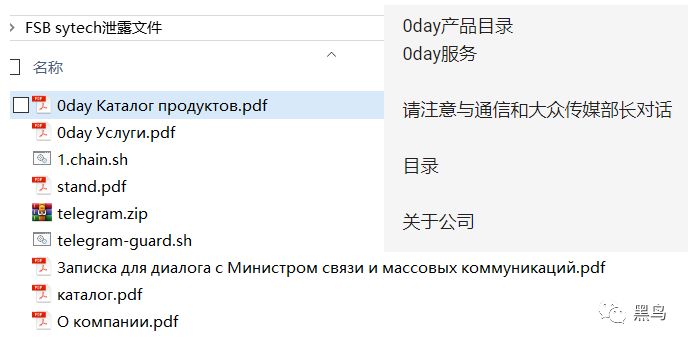 FSB sytech泄露文件
名称
0day Каталог продуктов.pdf
0day Услуги.pdf
1.chain.sh
stand.pdf
telegram.zip
telegram-guard.sh
Записка для диалога с Министром связи и массовых коммуникаций.pdf
каталог.pdf
О компании.pdf
0day产品目录
0day服务
请注意与通信和大众传媒部长对话
目录
关于公司
黑鸟